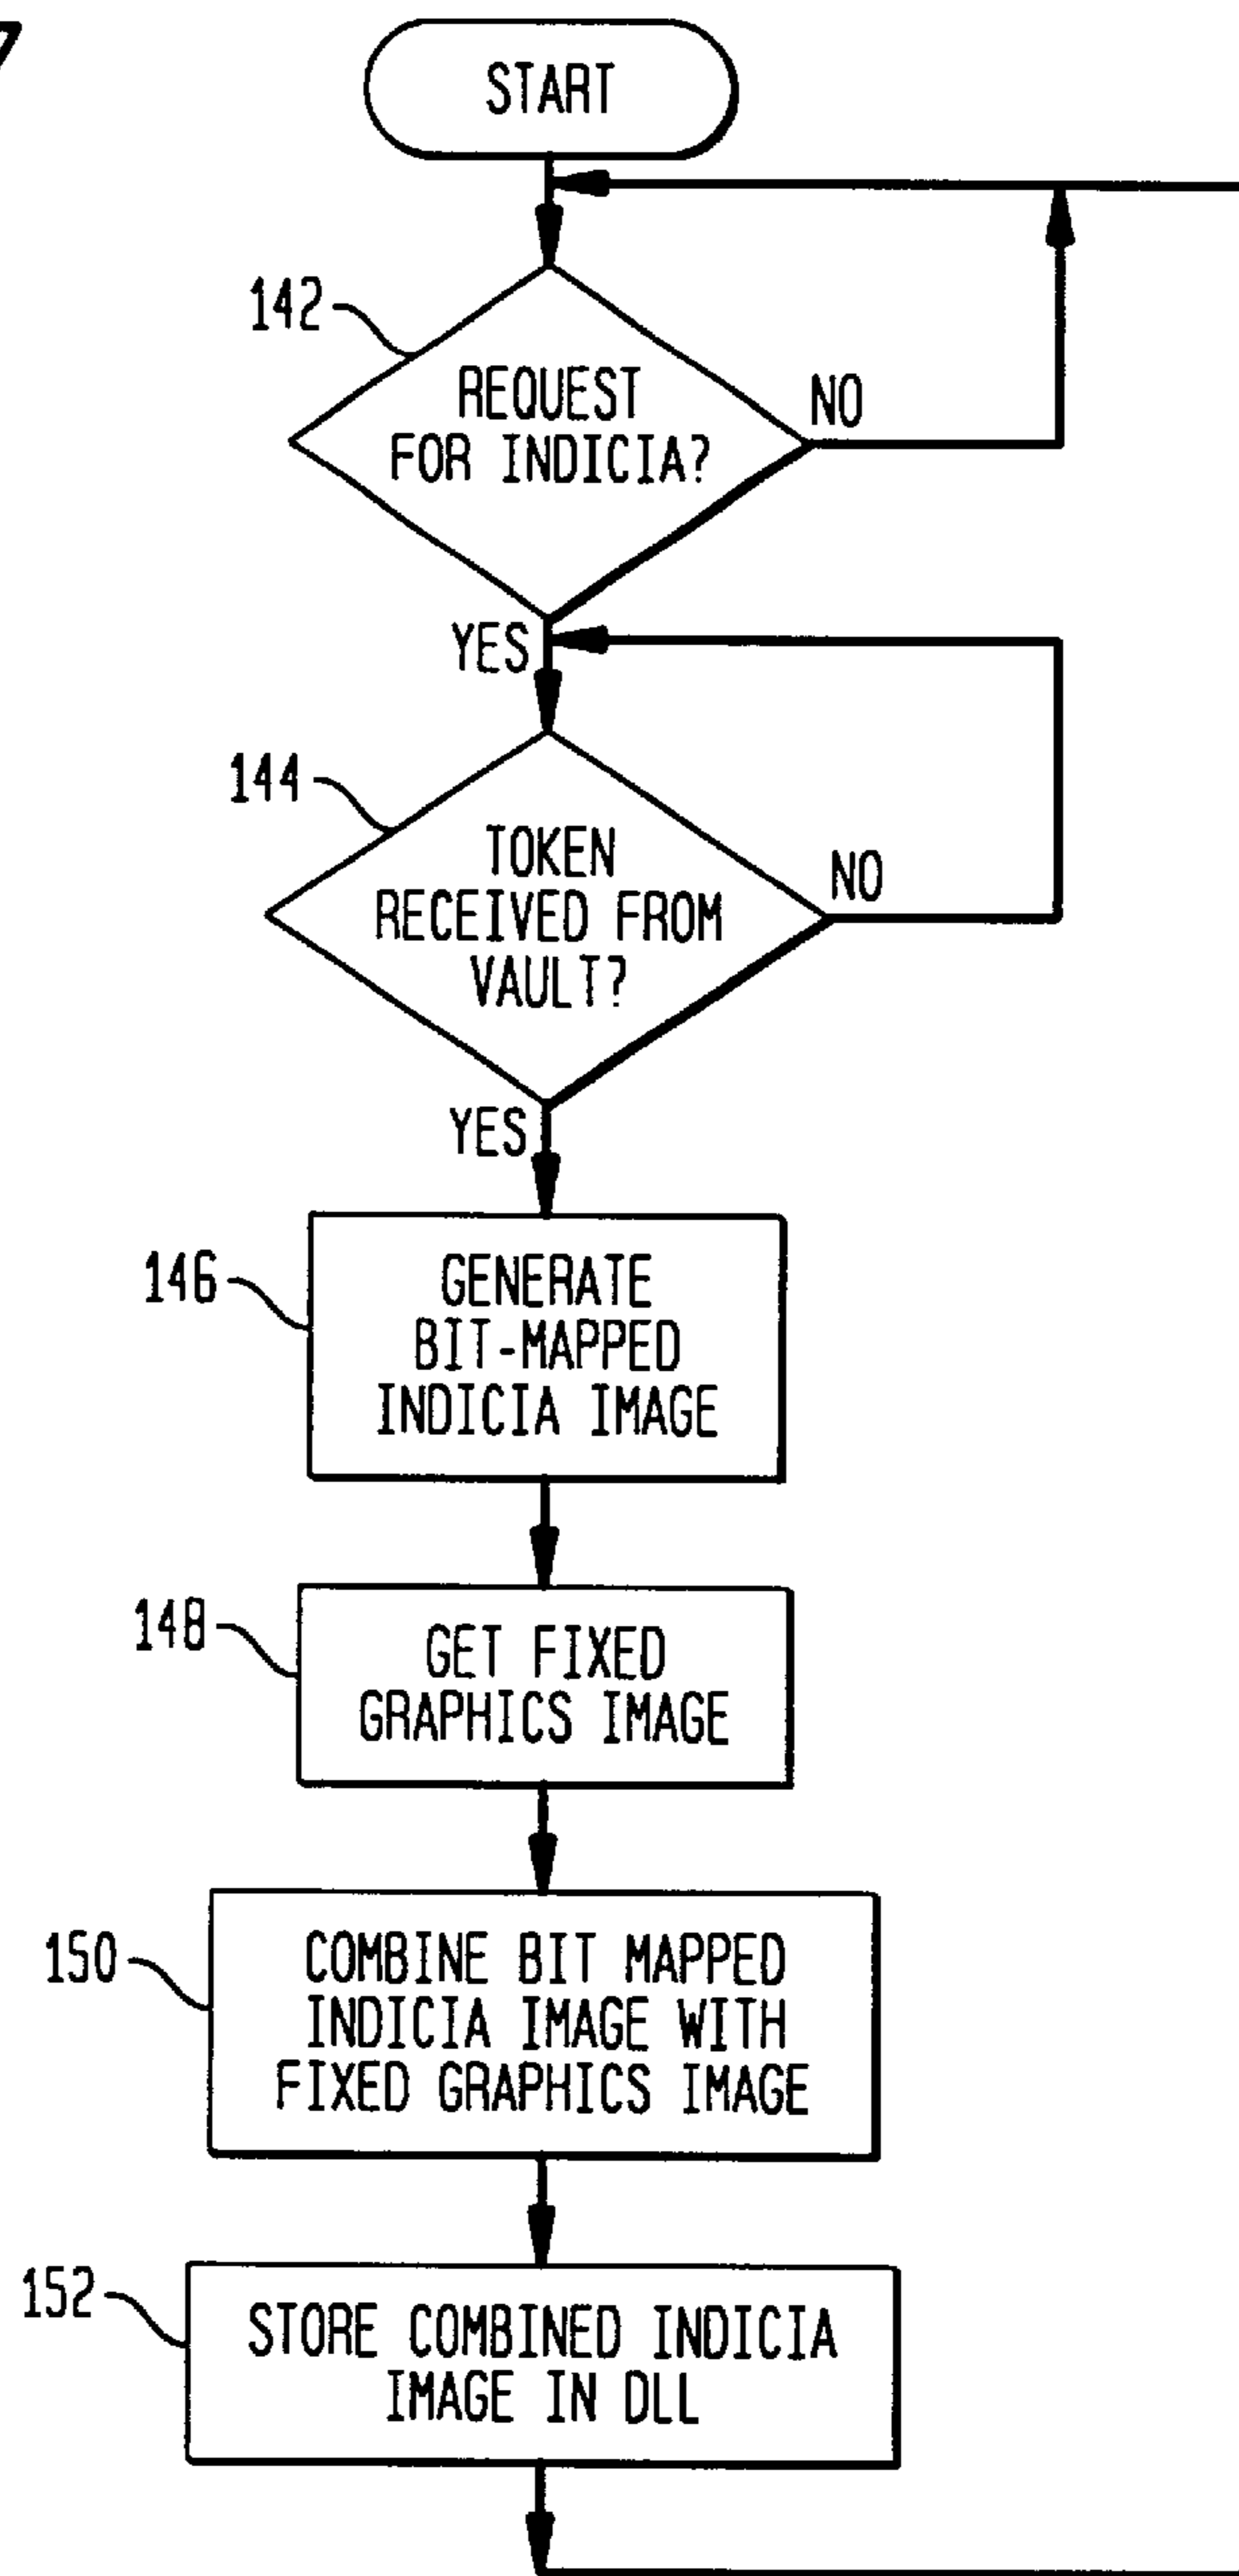 7
START
142
REQUEST
FOR INDICIA?
NO
YES
144
TOKEN
RECEIVED FROM
VAULT?
NO
YES
146
GENERATE
BIT-MAPPED
INDICIA IMAGE
148
GET FIXED
GRAPHICS IMAGE
150
COMBINE BIT MAPPED
INDICIA IMAGE WITH
FIXED GRAPHICS IMAGE
152
STORE COMBINED INDICIA
IMAGE IN DLL